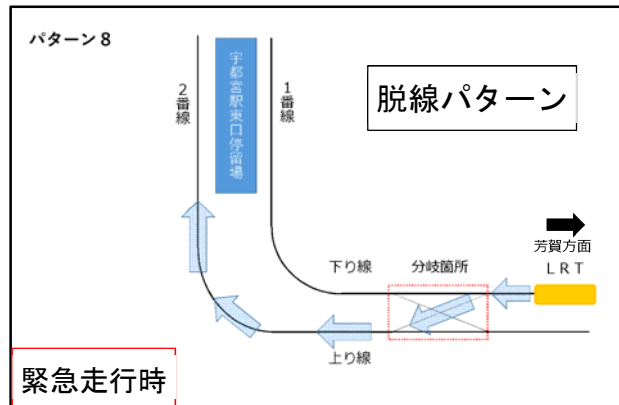 パターン８
脱線パターン
２番線
宇都宮駅東口停留場
１番線
芳賀方面
ＬＲＴ
下り線
分岐箇所
上り線
緊急走行時